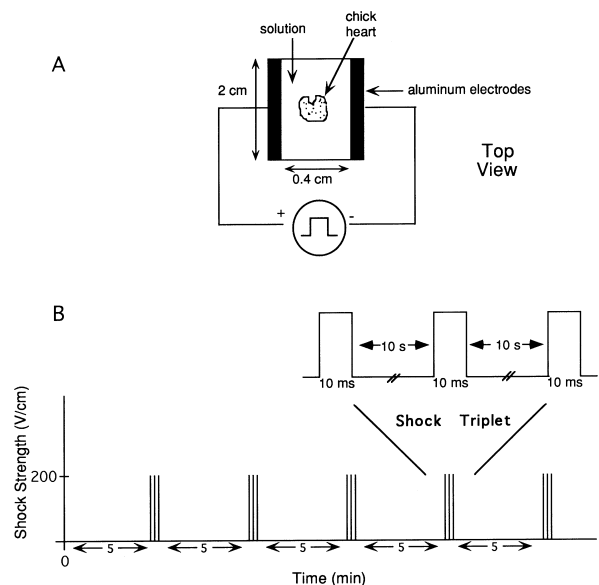 A
solution
chick
heart
2 cm
aluminum electrodes
0.4 cm
Top
View
+
-
B
10 s
10 s
10 ms
10 ms
10 ms
Shock Triplet
Shock Strength (V/cm)
200
5
5
5
5
5
0
Time (min)